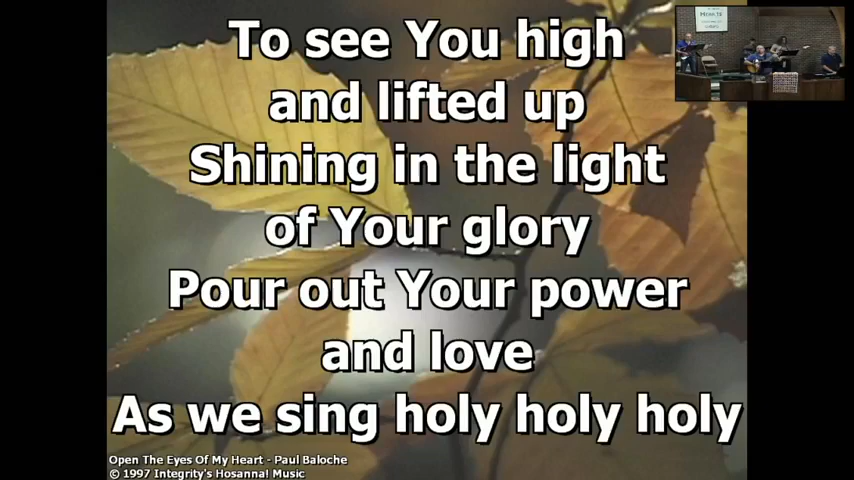 To see You high
and lifted up
Shining in the light
of Your glory
Pour out Your power
and love
As we sing holy holy holy
Open The Eyes Of My Heart - Paul Baloche
© 1997 Integrity's Hosanna! Music